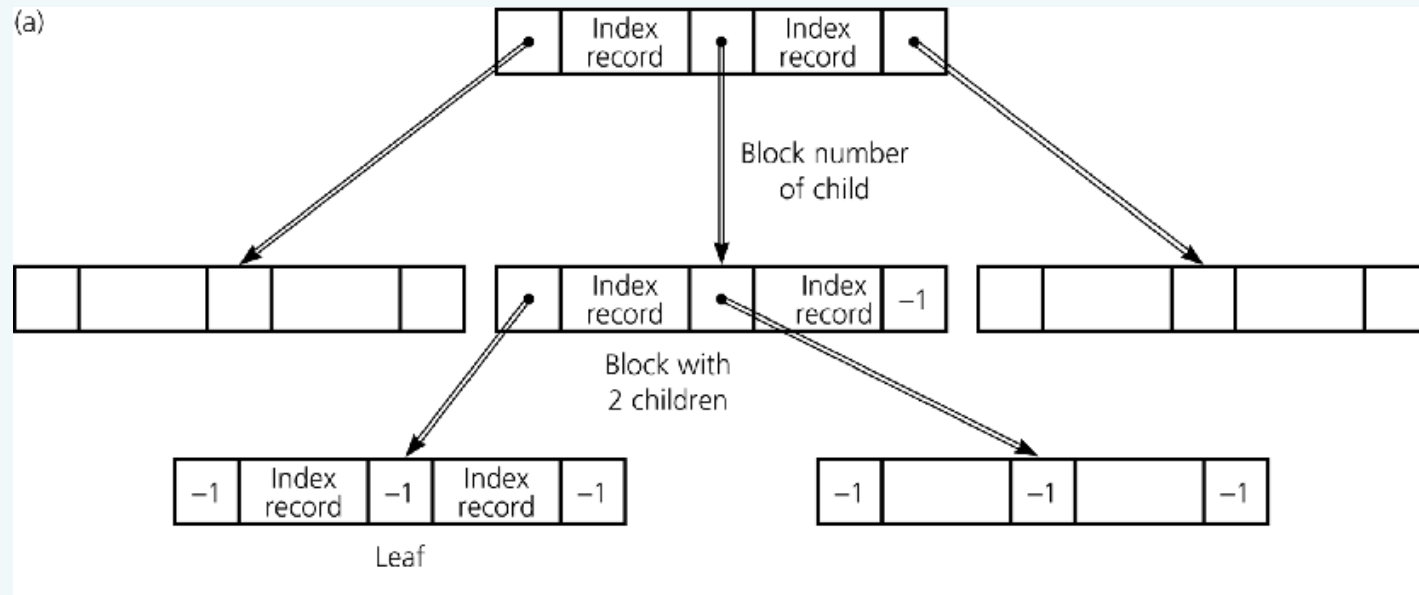 (a)
Index record
Index record
Block number
of child
Index record
Index record
–1
Block with
2 children
–1
Index record
–1
Index record
–1
–1
–1
–1
Leaf